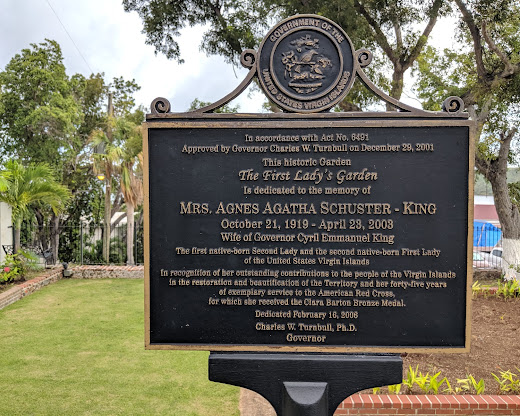 GOVERNMENT OF THE
UNITED STATES VIRGIN ISLANDS
In accordance with Act No. 6491
Approved by Governor Charles W. Turnbull on December 29, 2001
This historic Garden
The First Lady's Garden
Is dedicated to the memory of
MRS. AGNES AGATHA SCHUSTER - KING
October 21, 1919 - April 23, 2003
Wife of Governor Cyril Emmanuel King
The first native-born Second Lady and the second native-born First Lady
of the United States Virgin Islands
In recognition of her outstanding contributions to the people of the Virgin Islands
in the restoration and beautification of the Territory and her forty-five years
of exemplary service to the American Red Cross,
for which she received the Clara Barton Bronze Medal.
Dedicated February 16, 2006
Charles W. Turnbull, Ph.D.
Governor